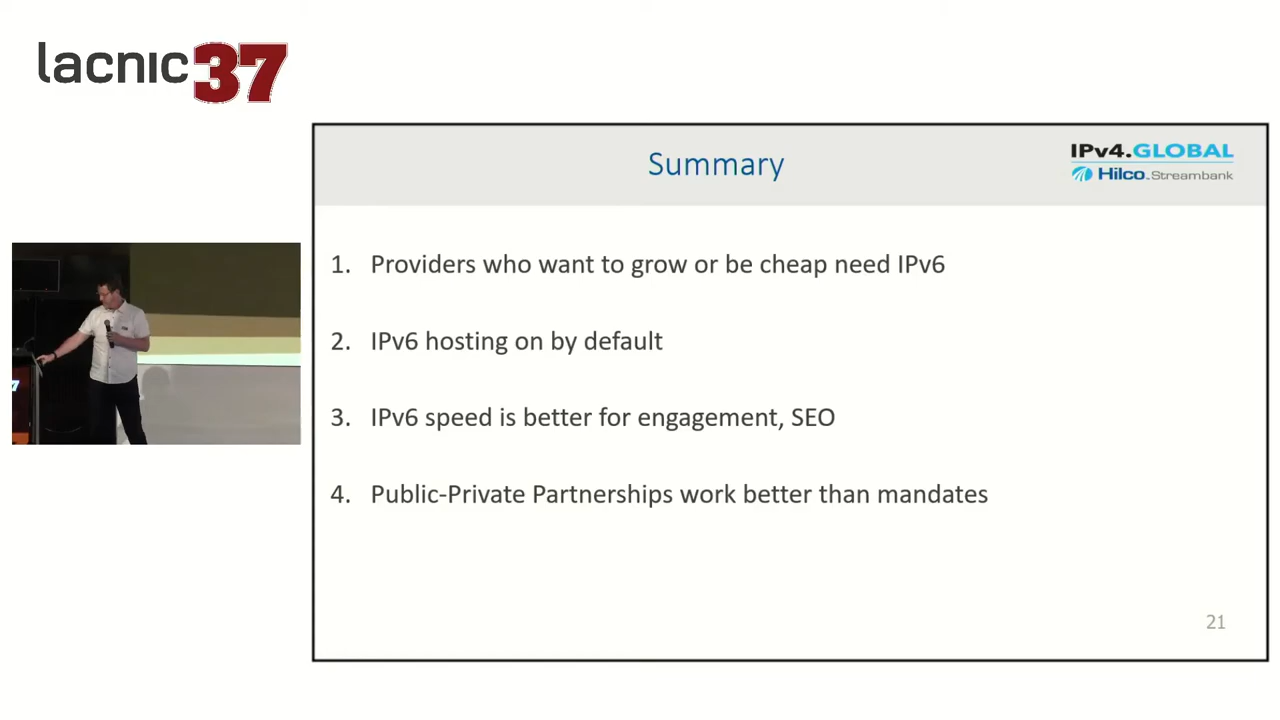 lacnic37
Summary
IPv4.GLOBAL
Hilco Streambank
1. Providers who want to grow or be cheap need IPv6
2. IPv6 hosting on by default
3. IPv6 speed is better for engagement, SEO
4. Public-Private Partnerships work better than mandates
21
7